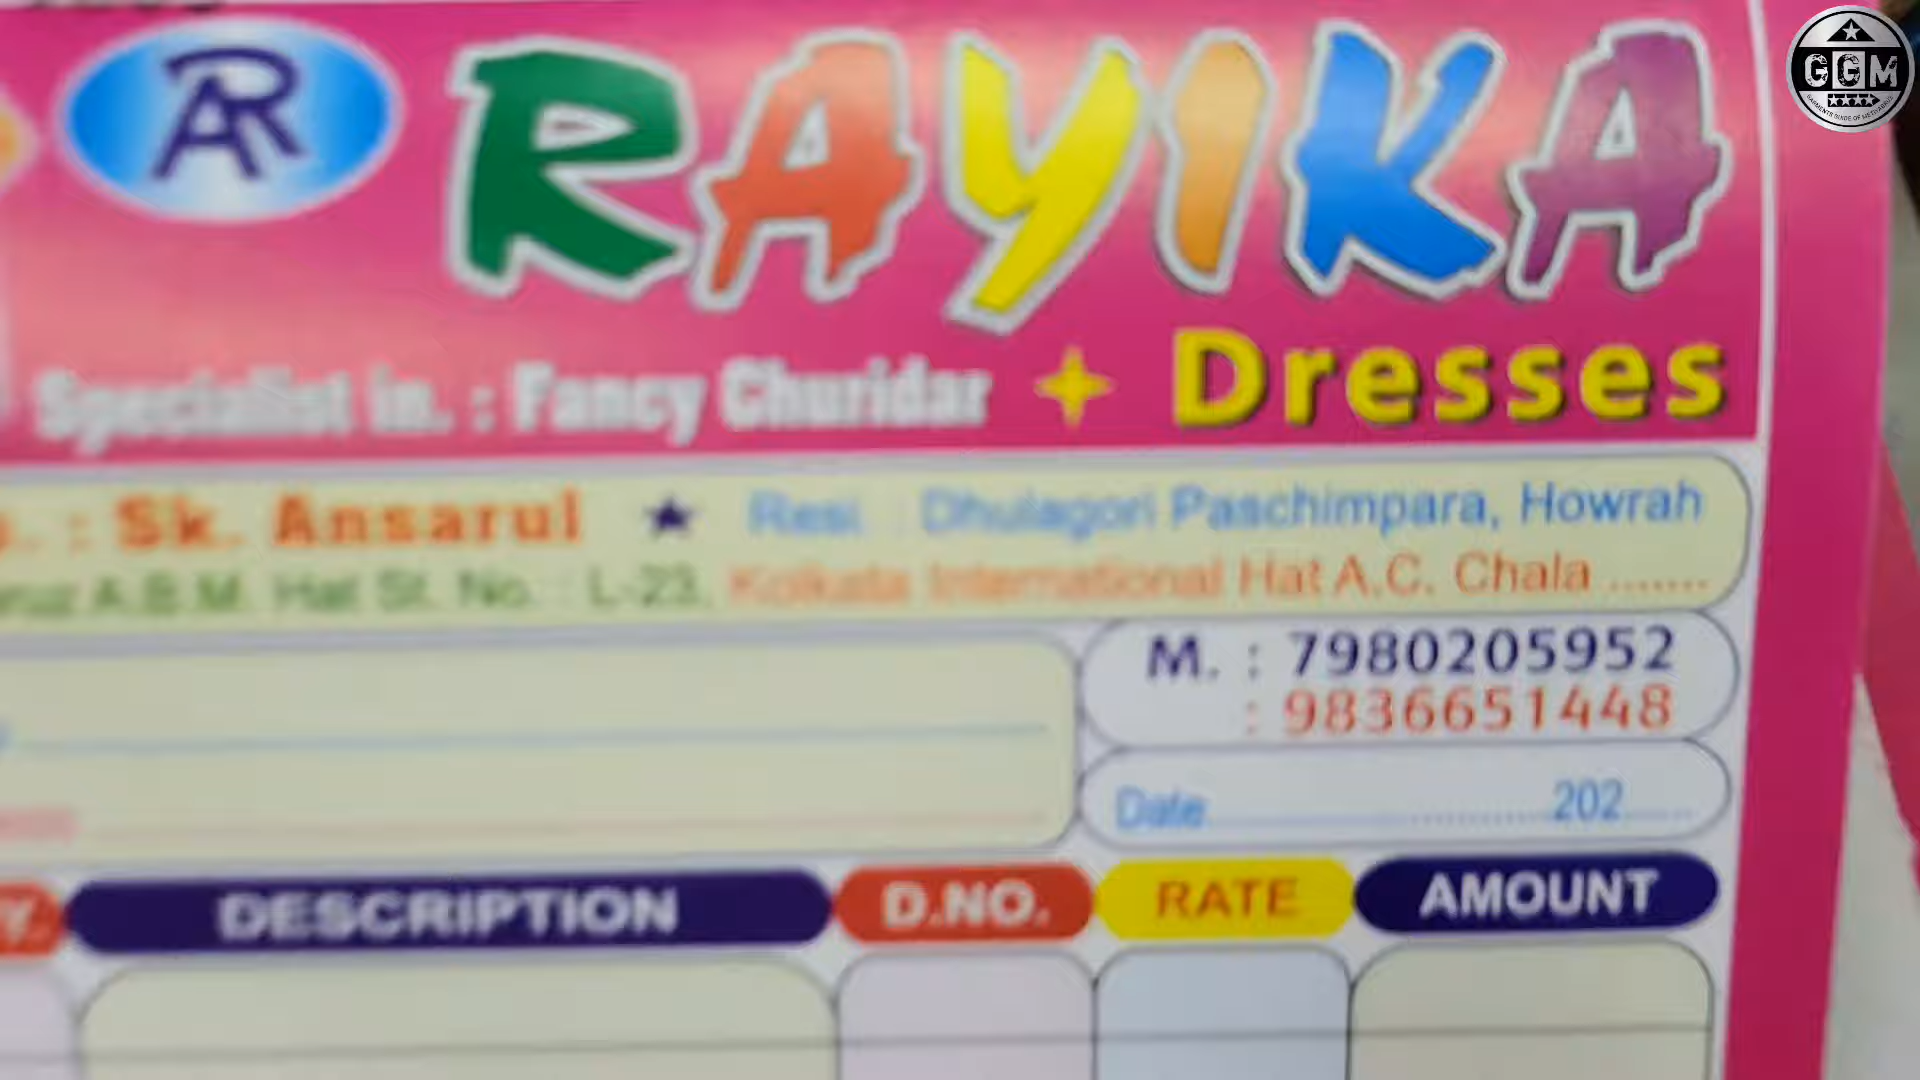 AR RAYIKA
Specialist in. : Fancy Churidar + Dresses
. : Sk. Ansarul ★ Resi. : Dhulagori Paschimpara, Howrah
A.B.M. Hat St. No. : L-23, Kolkata International Hat A.C. Chala .......
M. : 7980205952
: 9836651448
Date 202
DESCRIPTION D.NO. RATE AMOUNT
GGM